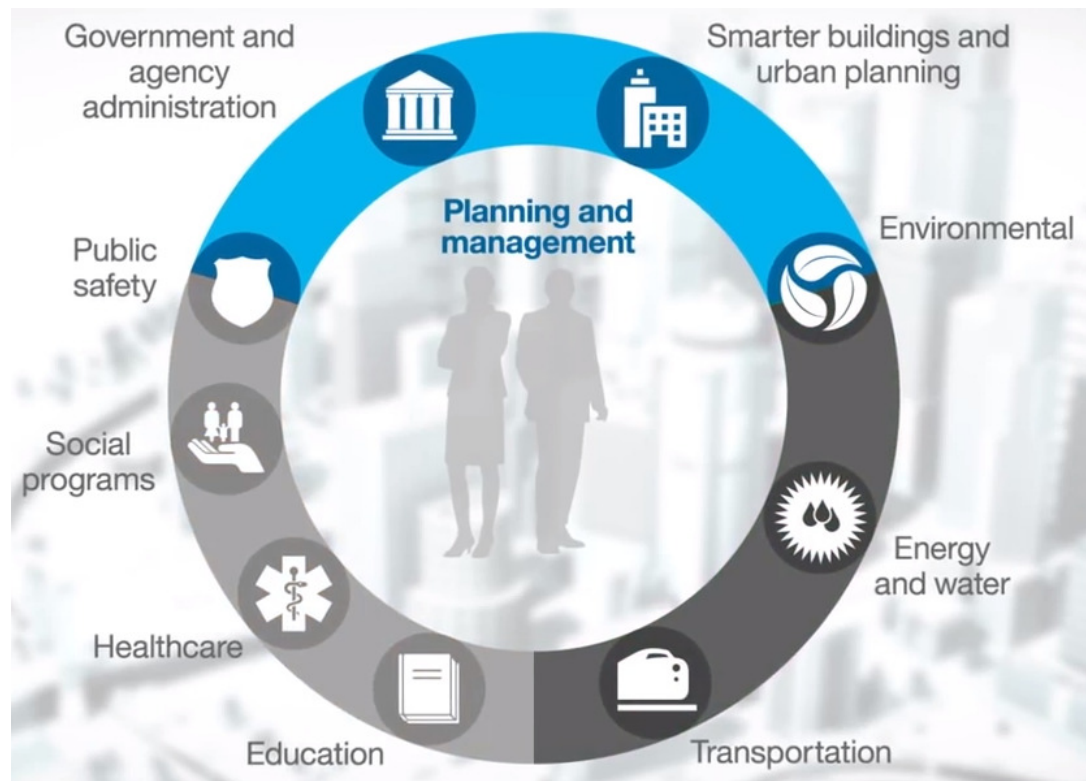 Government and
agency
administration
Smarter buildings and
urban planning
Planning and
management
Public
safety
Environmental
Social
programs
Energy
and water
Healthcare
Education
Transportation